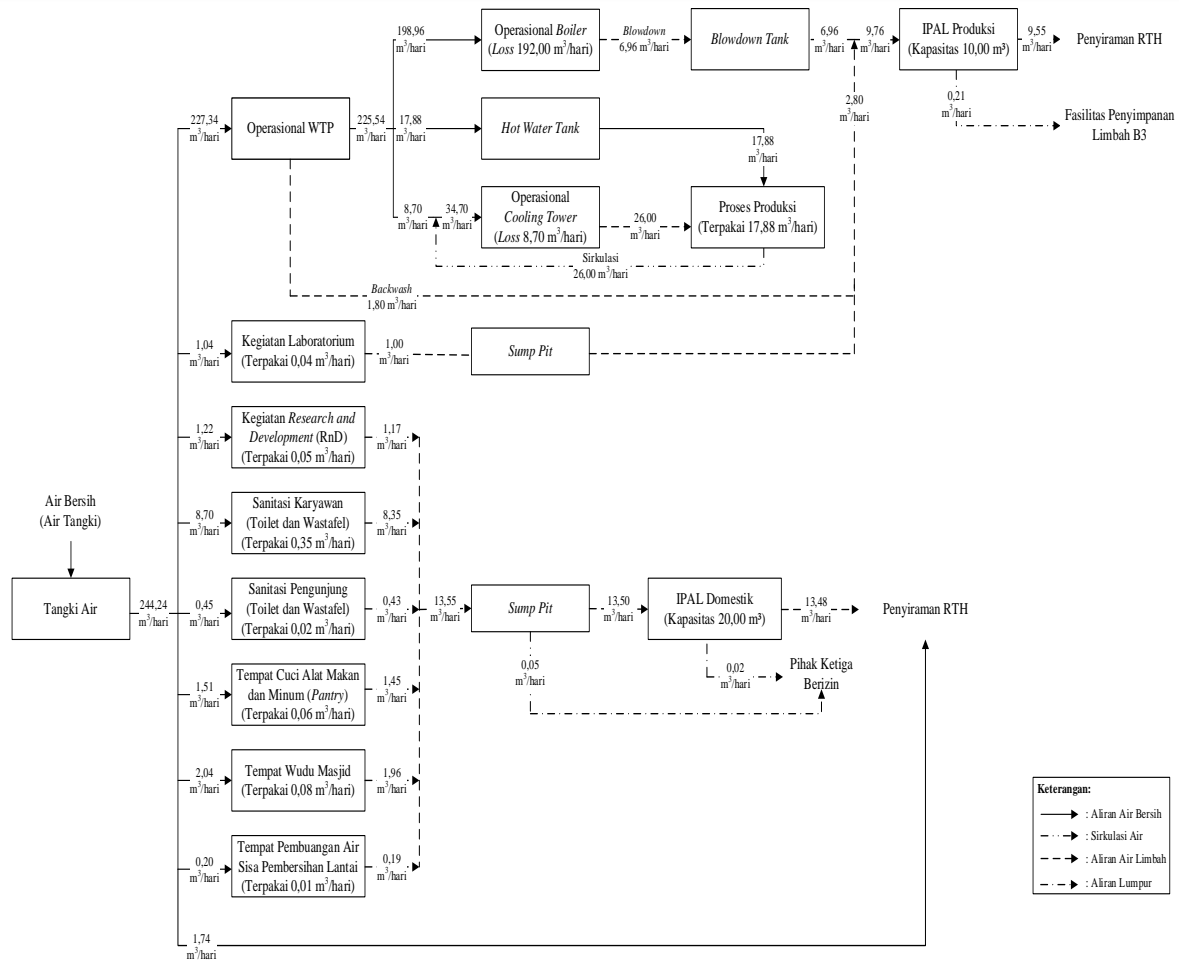 198,96
m³/hari
Operasional Boiler
(Loss 192,00 m³/hari)
Blowdown
6,96 m³/hari
Blowdown Tank
6,96
m³/hari
9,76
m³/hari
IPAL Produksi
(Kapasitas 10,00 m³)
9,55
m³/hari
Penyiraman RTH
0,21
m³/hari
Fasilitas Penyimpanan
Limbah B3
2,80
m³/hari
227,34
m³/hari
Operasional WTP
225,54
m³/hari
17,88
m³/hari
Hot Water Tank
17,88
m³/hari
8,70
m³/hari
34,70
m³/hari
Operasional
Cooling Tower
(Loss 8,70 m³/hari)
26,00
m³/hari
Proses Produksi
(Terpakai 17,88 m³/hari)
Sirkulasi
26,00 m³/hari
Backwash
1,80 m³/hari
1,04
m³/hari
Kegiatan Laboratorium
(Terpakai 0,04 m³/hari)
1,00
m³/hari
Sump Pit
1,22
m³/hari
Kegiatan Research and
Development (RnD)
(Terpakai 0,05 m³/hari)
1,17
m³/hari
Air Bersih
(Air Tangki)
Tangki Air
244,24
m³/hari
8,70
m³/hari
Sanitasi Karyawan
(Toilet dan Wastafel)
(Terpakai 0,35 m³/hari)
8,35
m³/hari
0,45
m³/hari
Sanitasi Pengunjung
(Toilet dan Wastafel)
(Terpakai 0,02 m³/hari)
0,43
m³/hari
13,55
m³/hari
Sump Pit
13,50
m³/hari
IPAL Domestik
(Kapasitas 20,00 m³)
13,48
m³/hari
Penyiraman RTH
0,05
m³/hari
0,02
m³/hari
Pihak Ketiga
Berizin
1,51
m³/hari
Tempat Cuci Alat Makan
dan Minum (Pantry)
(Terpakai 0,06 m³/hari)
1,45
m³/hari
2,04
m³/hari
Tempat Wudu Masjid
(Terpakai 0,08 m³/hari)
1,96
m³/hari
0,20
m³/hari
Tempat Pembuangan Air
Sisa Pembersihan Lantai
(Terpakai 0,01 m³/hari)
0,19
m³/hari
1,74
m³/hari
Keterangan:
: Aliran Air Bersih
: Sirkulasi Air
: Aliran Air Limbah
: Aliran Lumpur